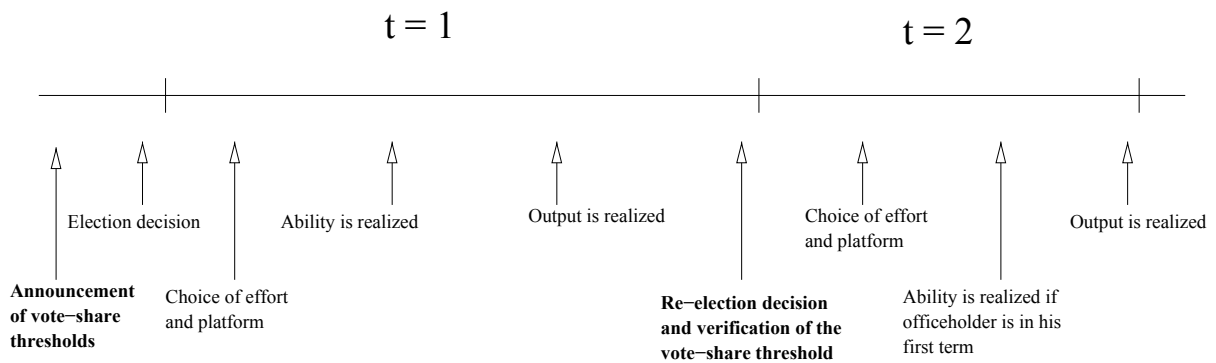 t = 1
t = 2
Announcement
of vote−share
thresholds
Election decision
Choice of effort
and platform
Ability is realized
Output is realized
Re−election decision
and verification of the
vote−share threshold
Choice of effort
and platform
Ability is realized if
officeholder is in his
first term
Output is realized